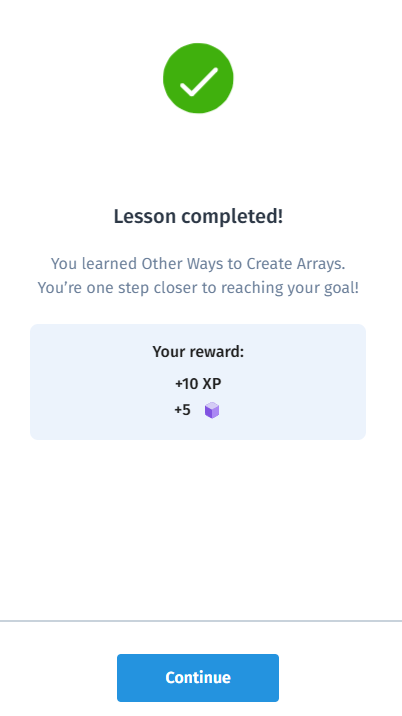 Lesson completed!
You learned Other Ways to Create Arrays.
You’re one step closer to reaching your goal!
Your reward:
+10 XP
+5
Continue